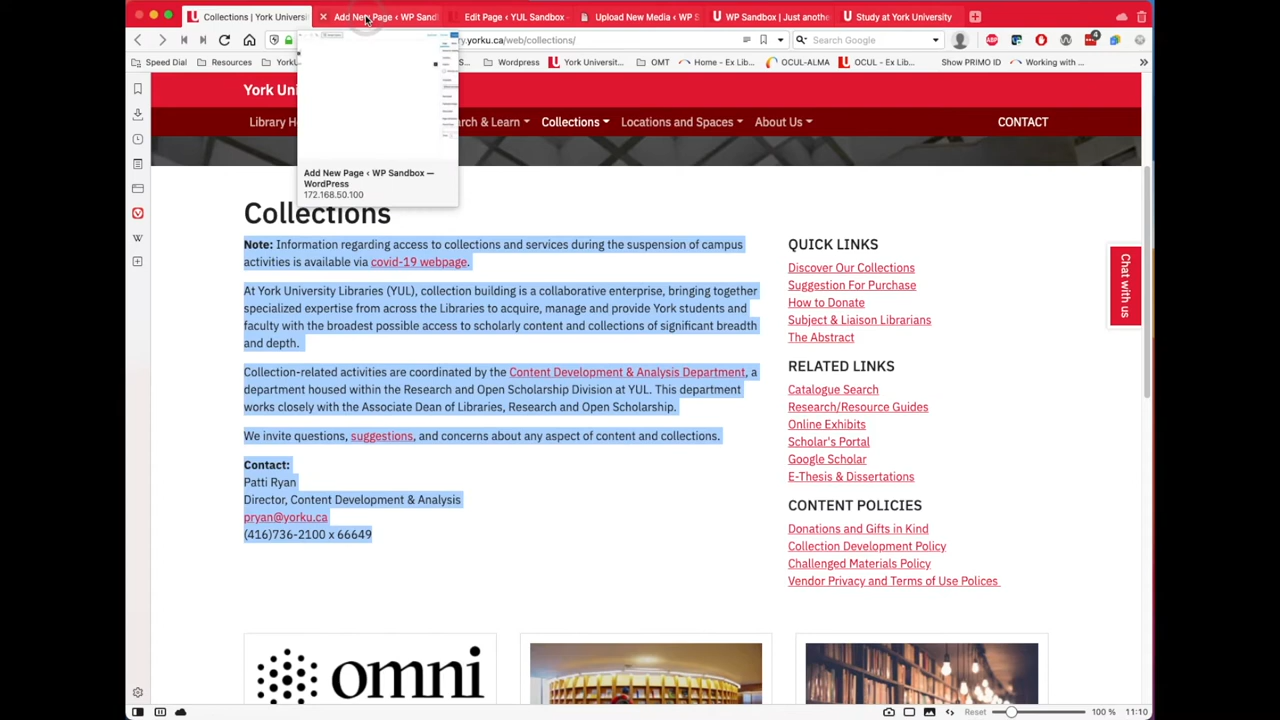 Collections | York Universi
Add New Page < WP Sand
Edit Page < YUL Sandbox
Upload New Media < WP S
WP Sandbox | Just anothe
Study at York University
.yorku.ca/web/collections/
Search Google
4
Speed Dial
Resources
YorkU
Wordpress
York Universit...
OMT
Home - Ex Lib...
OCUL-ALMA
OCUL - Ex Lib...
Show PRIMO ID
Working with ...
York Uni
Library H
rch & Learn
Collections
Locations and Spaces
About Us
CONTACT
Add New Page < WP Sandbox —
WordPress
172.168.50.100
Collections
Note: Information regarding access to collections and services during the suspension of campus
activities is available via covid-19 webpage.
At York University Libraries (YUL), collection building is a collaborative enterprise, bringing together
specialized expertise from across the Libraries to acquire, manage and provide York students and
faculty with the broadest possible access to scholarly content and collections of significant breadth
and depth.
Collection-related activities are coordinated by the Content Development & Analysis Department, a
department housed within the Research and Open Scholarship Division at YUL. This department
works closely with the Associate Dean of Libraries, Research and Open Scholarship.
We invite questions, suggestions, and concerns about any aspect of content and collections.
Contact:
Patti Ryan
Director, Content Development & Analysis
pryan@yorku.ca
(416)736-2100 x 66649
QUICK LINKS
Discover Our Collections
Suggestion For Purchase
How to Donate
Subject & Liaison Librarians
The Abstract
RELATED LINKS
Catalogue Search
Research/Resource Guides
Online Exhibits
Scholar's Portal
Google Scholar
E-Thesis & Dissertations
CONTENT POLICIES
Donations and Gifts in Kind
Collection Development Policy
Challenged Materials Policy
Vendor Privacy and Terms of Use Polices
Chat with us
omni
Reset
100 %
11:10